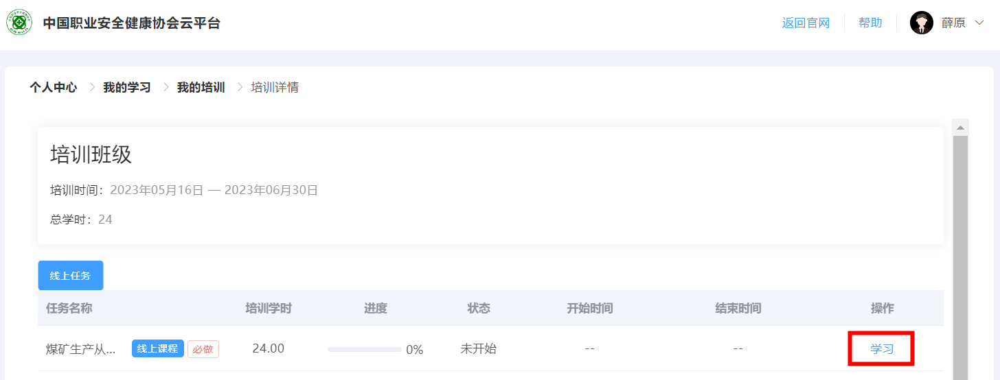 中国职业安全健康协会云平台
返回官网
帮助
薛原
个人中心 > 我的学习 > 我的培训 > 培训详情
培训班级
培训时间：2023年05月16日 — 2023年06月30日
总学时：24
线上任务
任务名称 培训学时 进度 状态 开始时间 结束时间 操作
煤矿生产从... 线上课程 必做 24.00 0% 未开始 -- -- 学习